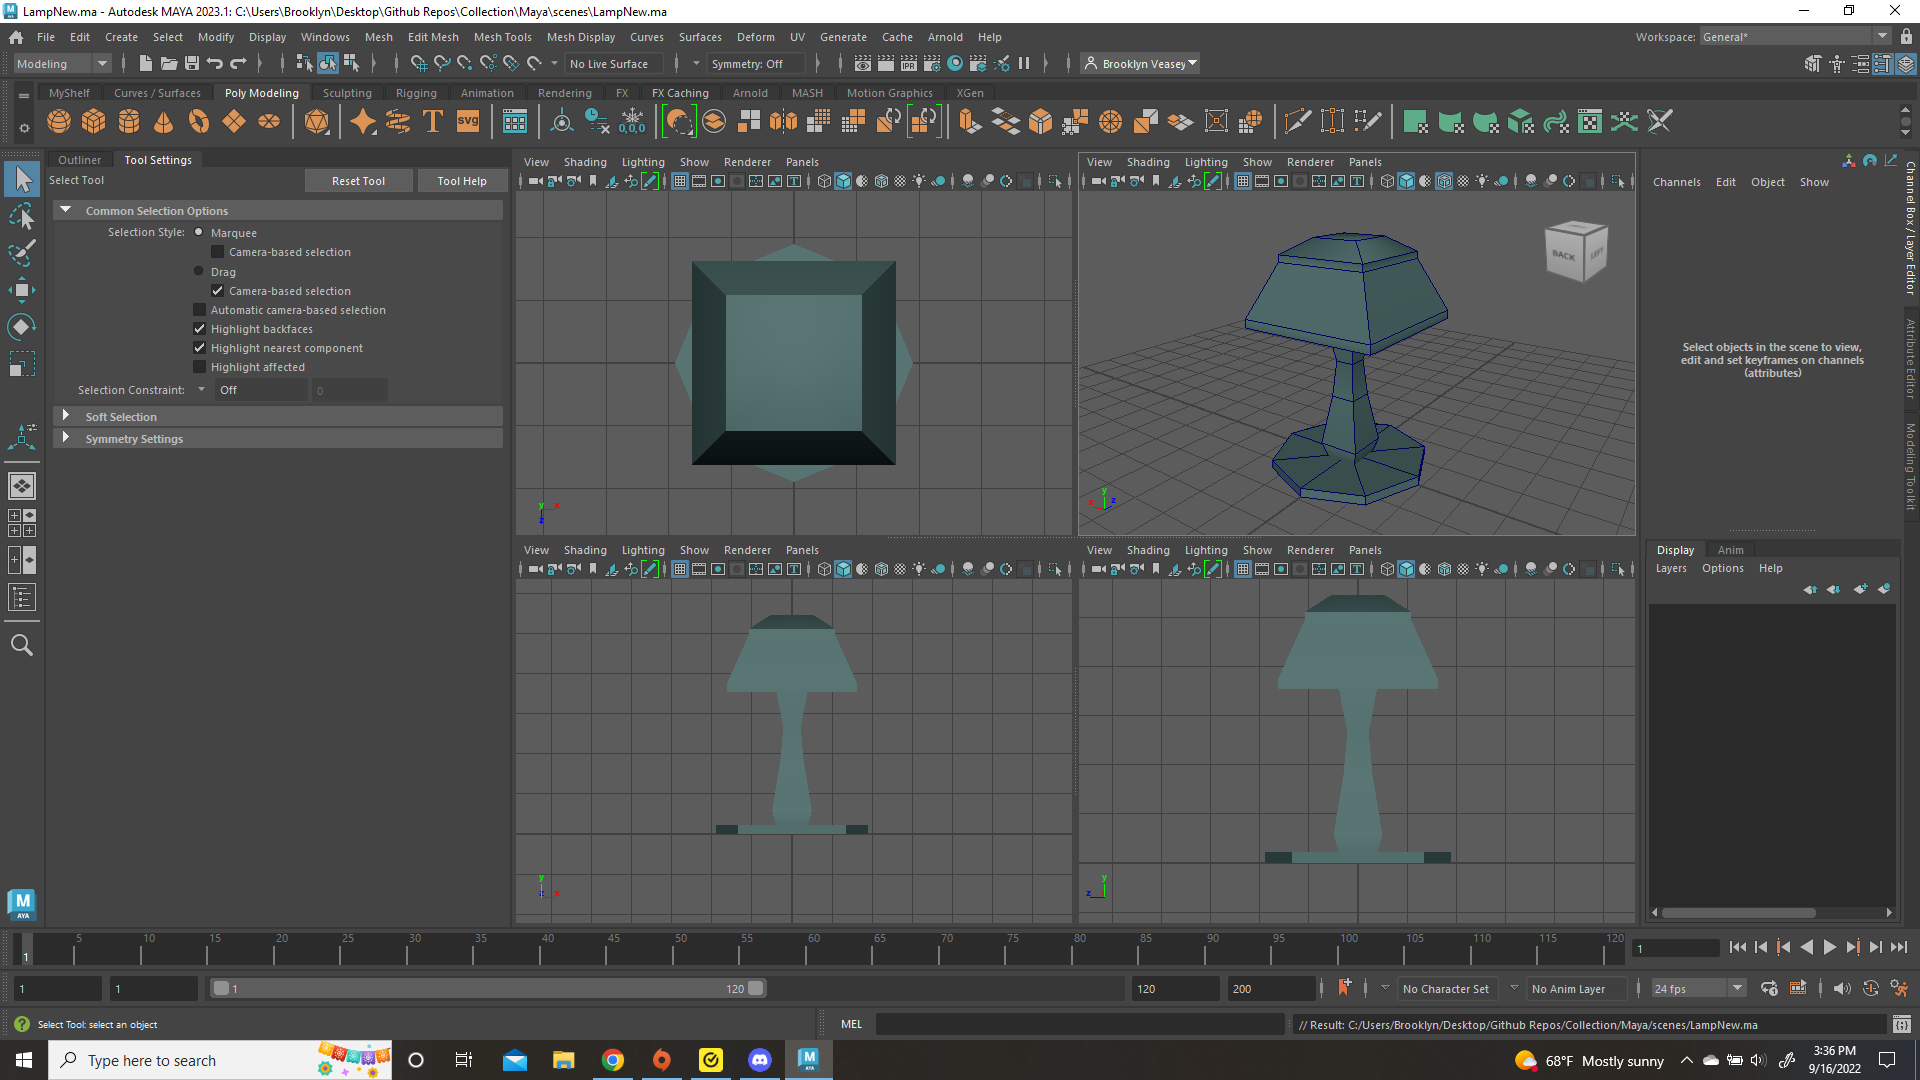 LampNew.ma - Autodesk MAYA 2023.1: C:\Users\Brooklyn\Desktop\Github Repos\Collection\Maya\scenes\LampNew.ma
File Edit Create Select Modify Display Windows Mesh Edit Mesh Mesh Tools Mesh Display Curves Surfaces Deform UV Generate Cache Arnold Help
Workspace: General*
Modeling No Live Surface Symmetry: Off Brooklyn Veasey
MyShelf Curves / Surfaces Poly Modeling Sculpting Rigging Animation Rendering FX FX Caching Arnold MASH Motion Graphics XGen
T svg 0,0,0
Outliner Tool Settings
Select Tool Reset Tool Tool Help
Common Selection Options
Selection Style: Marquee
Camera-based selection
Drag
Camera-based selection
Automatic camera-based selection
Highlight backfaces
Highlight nearest component
Highlight affected
Selection Constraint: Off 0
Soft Selection
Symmetry Settings
View Shading Lighting Show Renderer Panels
y x
z
View Shading Lighting Show Renderer Panels
BACK LEFT
y
x z
View Shading Lighting Show Renderer Panels
y
z x
View Shading Lighting Show Renderer Panels
y
z
Channels Edit Object Show
Select objects in the scene to view,
edit and set keyframes on channels
(attributes)
Channel Box / Layer Editor
Attribute Editor
Modeling Toolkit
Display Anim
Layers Options Help
M
AYA
5 10 15 20 25 30 35 40 45 50 55 60 65 70 75 80 85 90 95 100 105 110 115 120
1 1
1 1 1 120 120 200 No Character Set No Anim Layer 24 fps
Select Tool: select an object
MEL
// Result: C:/Users/Brooklyn/Desktop/Github Repos/Collection/Maya/scenes/LampNew.ma
Type here to search
68°F Mostly sunny
3:36 PM
9/16/2022